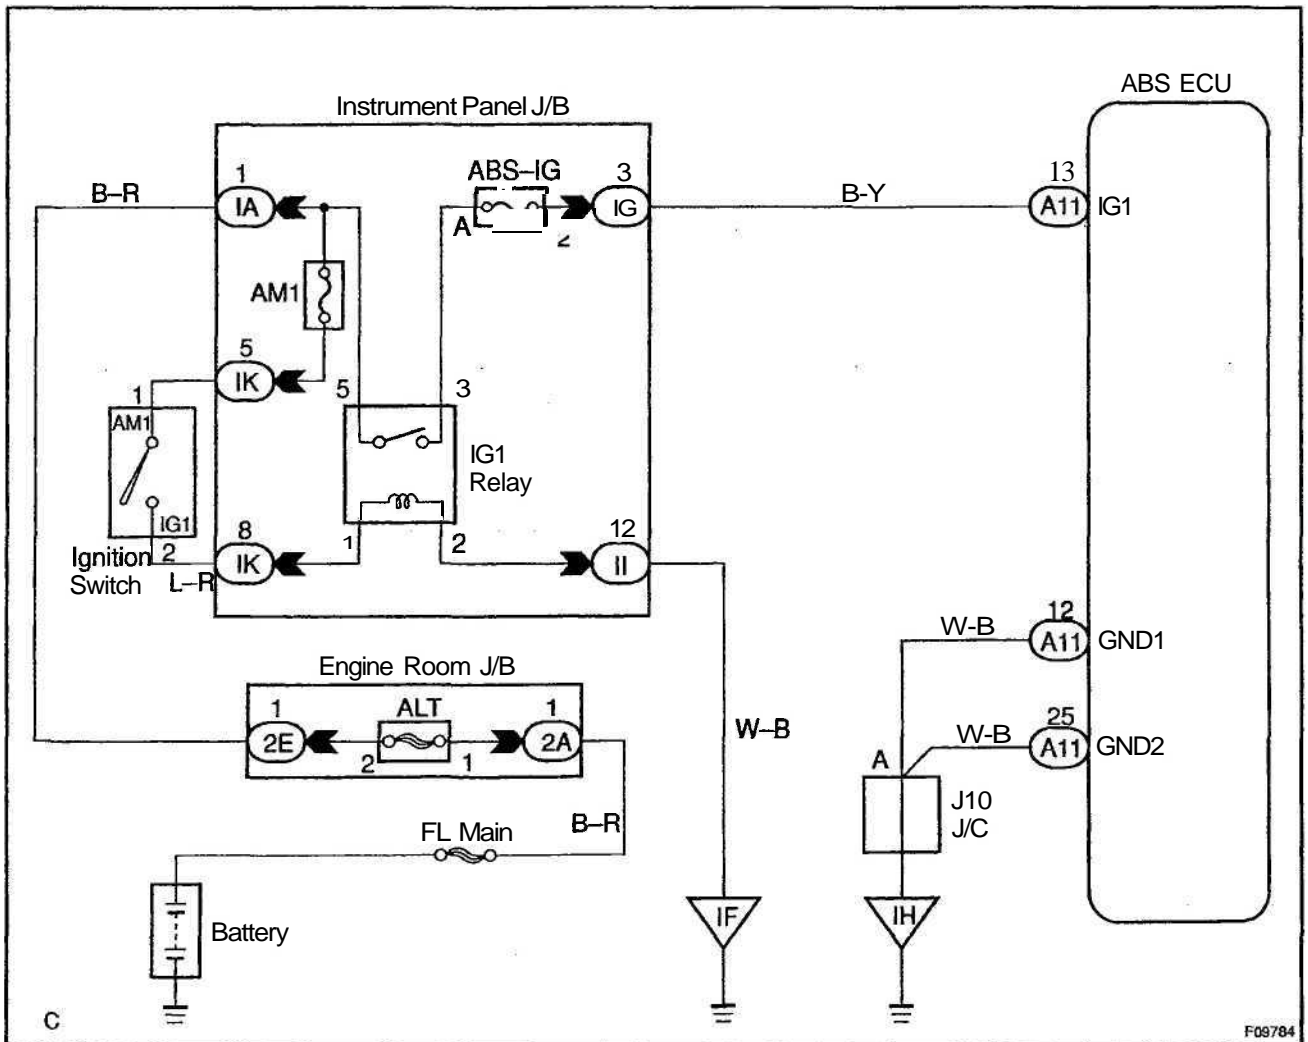 ABS ECU
Instrument Panel J/B
1
ABS-IG
3
13
B-R
IA
A
2
IG
B-Y
A11
IG1
AM1
5
IK
5
3
1
AM1
IG1
Relay
IG1
8
1
2
12
Ignition
2
IK
II
Switch
L-R
12
W-B
A11
GND1
Engine Room J/B
1
ALT
1
25
2E
2A
W-B
W-B
A11
GND2
2
1
A
J10
J/C
B-R
FL Main
IF
IH
Battery
C
F09784